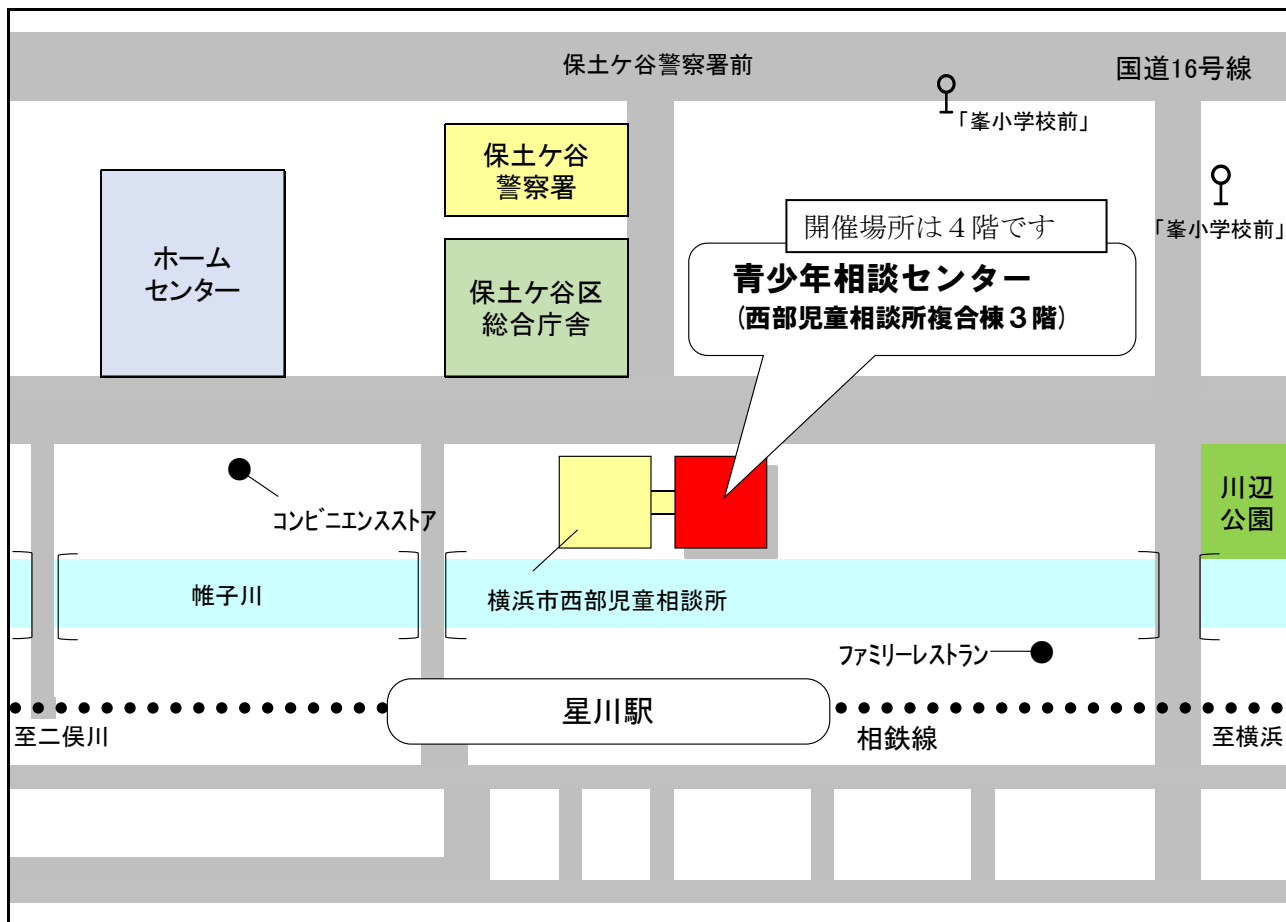 保土ケ谷警察署前
国道16号線
「峯小学校前」
保土ケ谷
警察署
「峯小学校前」
開催場所は４階です
青少年相談センター
(西部児童相談所複合棟３階)
ホーム
センター
保土ケ谷区
総合庁舎
コンビニエンスストア
川辺
公園
帷子川
横浜市西部児童相談所
ファミリーレストラン
星川駅
至二俣川
相鉄線
至横浜